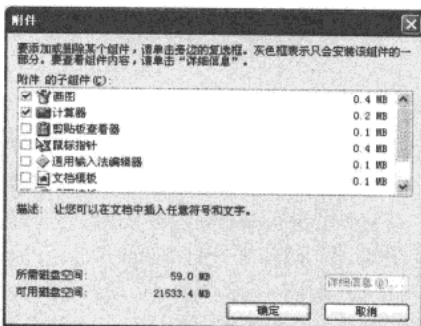 附件
要添加或删除某个组件，请单击旁边的复选框。灰色框表示只会安装该组件的一
部分。要查看组件内容，请单击“详细信息”。
附件 的子组件(C):
画图 0.4 MB
计算器 0.2 MB
剪贴板查看器 0.1 MB
鼠标指针 0.4 MB
通用输入法编辑器 0.1 MB
文档模板 0.1 MB
描述: 让您可以在文档中插入任意符号和文字。
所需磁盘空间: 59.0 MB
详细信息(D)...
可用磁盘空间: 21533.4 MB
确定 取消